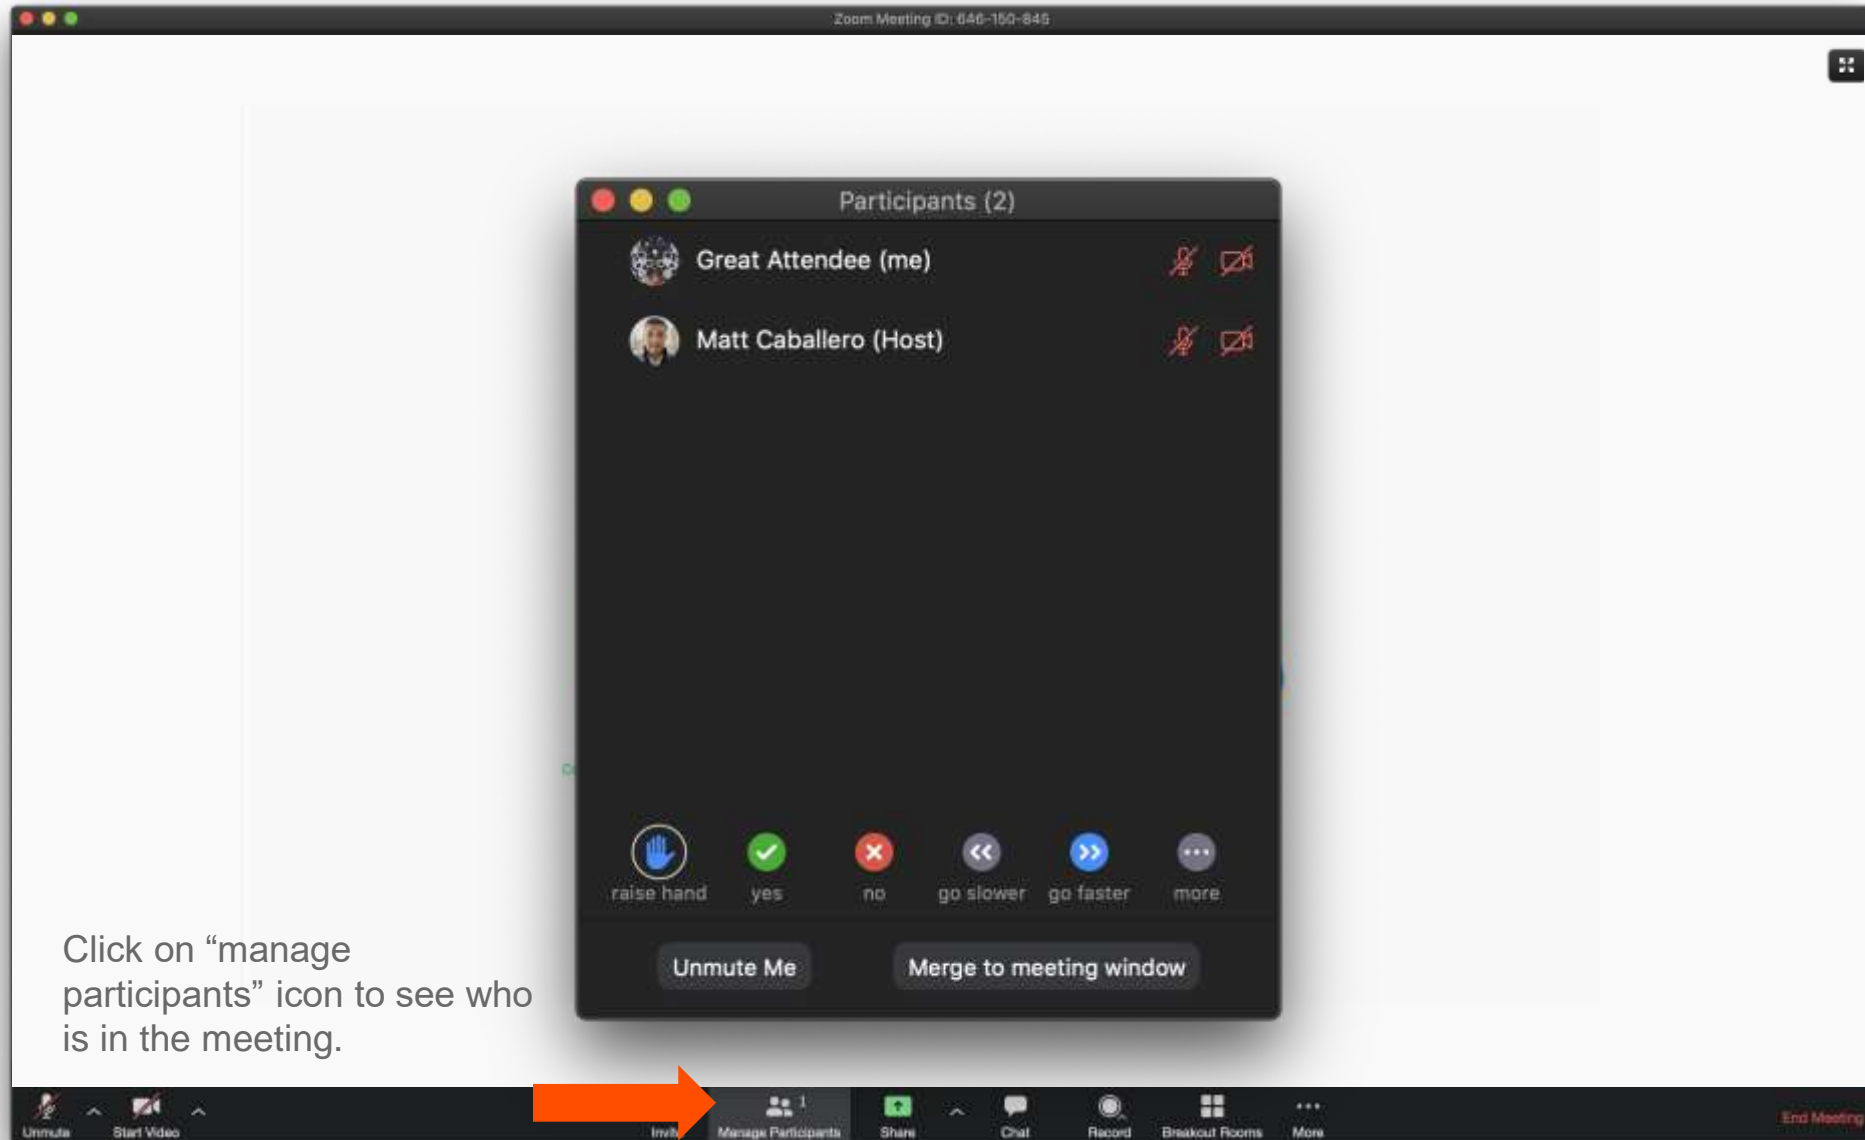 Zoom Meeting ID: 646-150-845
Participants (2)
Great Attendee (me)
Matt Caballero (Host)
raise hand yes no go slower go faster more
Unmute Me Merge to meeting window
Click on “manage
participants” icon to see who
is in the meeting.
1
Unmute Start Video Manage Participants Share Chat Record Breakout Rooms More End Meeting